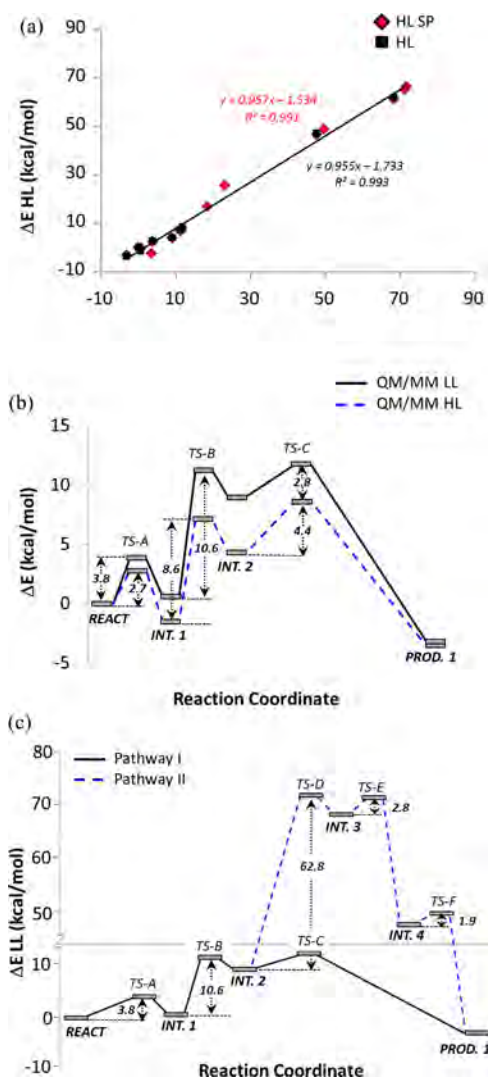 (a)
90
70
50
30
10
-10
ΔE HL (kcal/mol)
HL SP
HL
y = 0.957x – 1.534
R² = 0.991
y = 0.955x – 1.733
R² = 0.993
-10 10 30 50 70 90
(b)
QM/MM LL
QM/MM HL
15
10
5
0
-5
ΔE (kcal/mol)
TS-B
TS-C
TS-A
2.8
10.6
INT. 2
4.4
8.6
3.8
2.7
REACT
INT. 1
PROD. 1
Reaction Coordinate
(c)
80
70
60
50
10
0
-10
ΔE LL (kcal/mol)
Pathway I
Pathway II
TS-D
TS-E
INT. 3
2.8
62.8
TS-F
1.9
INT. 4
TS-B
TS-C
TS-A
INT. 2
10.6
3.8
REACT
INT. 1
PROD. 1
Reaction Coordinate